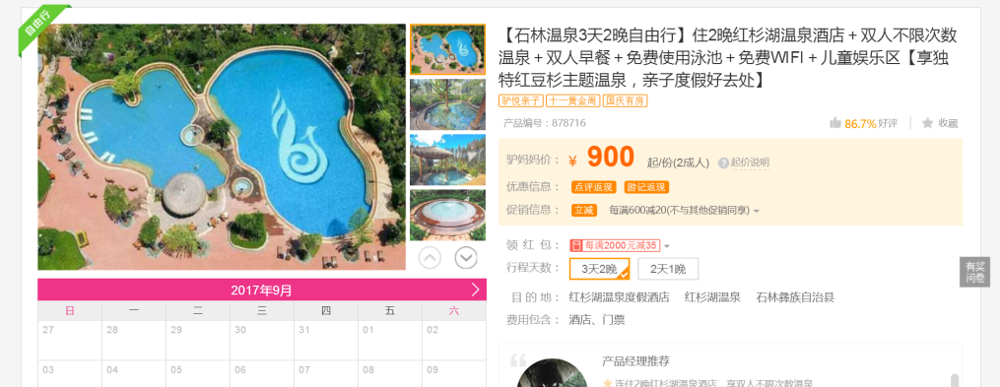 自由行
【石林温泉3天2晚自由行】住2晚红杉湖温泉酒店＋双人不限次数
温泉＋双人早餐＋免费使用泳池＋免费WIFI＋儿童娱乐区【享独
特红豆杉主题温泉，亲子度假好去处】
驴悦亲子 十一黄金周 国庆有房
产品编号：878716 86.7%好评 收藏
驴妈妈价： ¥ 900 起/份(2成人) ? 起价说明
优惠信息： 点评返现 游记返现
促销信息： 立减 每满600减20(不与其他促销同享)
领 红 包： 每满2000元减35
行程天数： 3天2晚 2天1晚
目 的 地： 红杉湖温泉度假酒店 红杉湖温泉 石林彝族自治县
费用包含： 酒店、门票
有奖
问卷
2017年9月
日 一 二 三 四 五 六
27 28 29 30 31 01 02
03 04 05 06 07 08 09
产品经理推荐
连住2晚红杉湖温泉酒店，享双人不限次数温泉